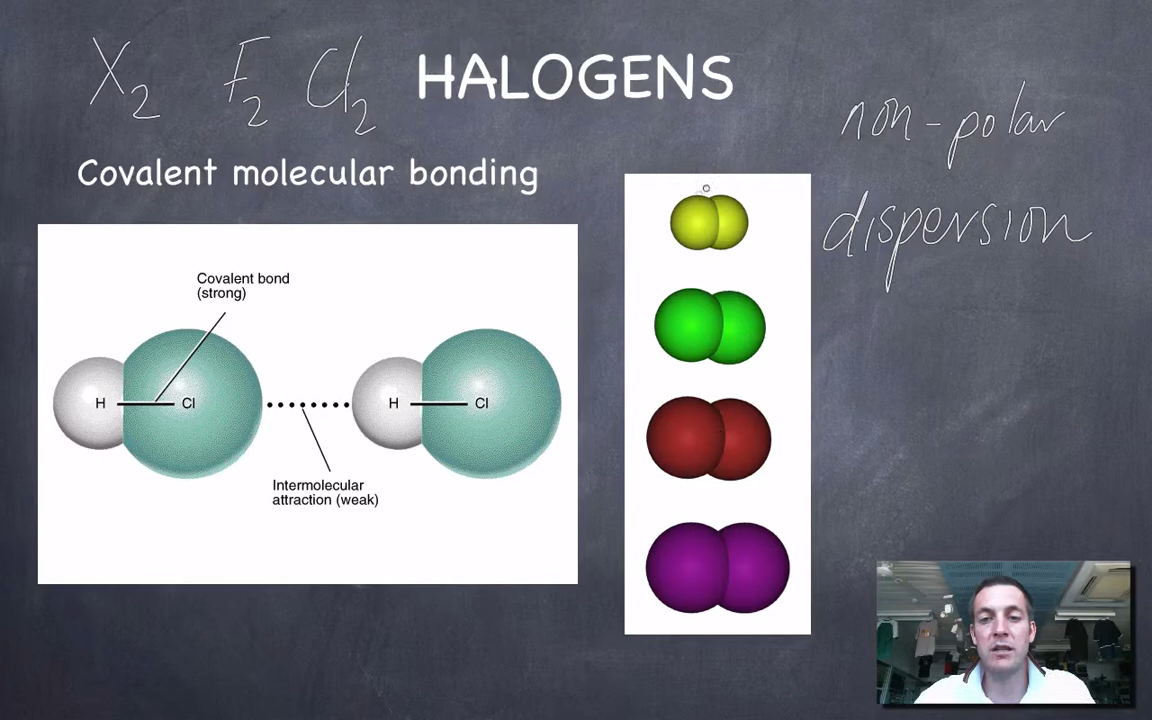 X2 F2 Cl2 HALOGENS
non-polar
Covalent molecular bonding
dispersion
Covalent bond
(strong)
H Cl H Cl
Intermolecular
attraction (weak)